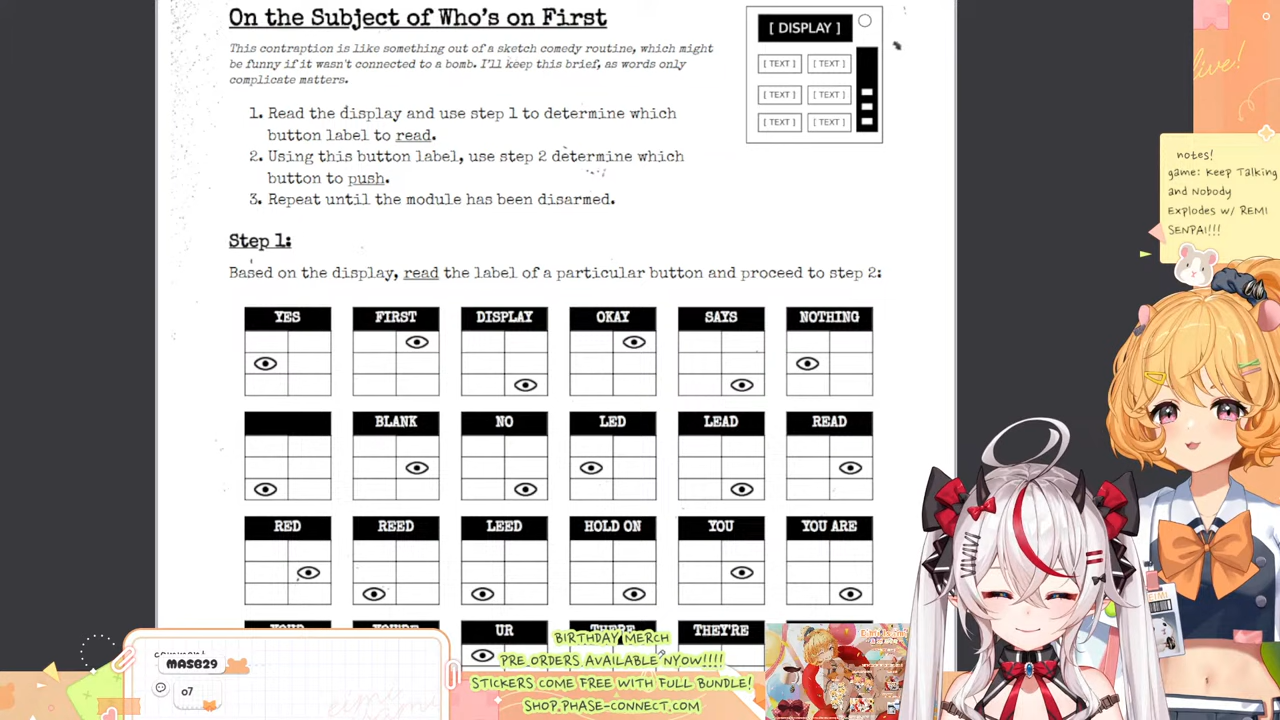 On the Subject of Who's on First
This contraption is like something out of a sketch comedy routine, which might
be funny if it wasn't connected to a bomb. I'll keep this brief, as words only
complicate matters.
1. Read the display and use step 1 to determine which
button label to read.
2. Using this button label, use step 2 determine which
button to push.
3. Repeat until the module has been disarmed.
[ DISPLAY ]
[ TEXT ] [ TEXT ]
[ TEXT ] [ TEXT ]
[ TEXT ] [ TEXT ]
Step 1:
Based on the display, read the label of a particular button and proceed to step 2:
YES FIRST DISPLAY OKAY SAYS NOTHING
BLANK NO LED LEAD READ
RED REED LEED HOLD ON YOU YOU ARE
UR THEY'RE
live!
notes!
game: Keep Talking
and Nobody
Explodes w/ REMI
SENPAI!!!
comment
MASG29
o7
BIRTHDAY MERCH
PRE ORDERS AVAILABLE NYOW!!!!
STICKERS COME FREE WITH FULL BUNDLE!
SHOP.PHASE-CONNECT.COM